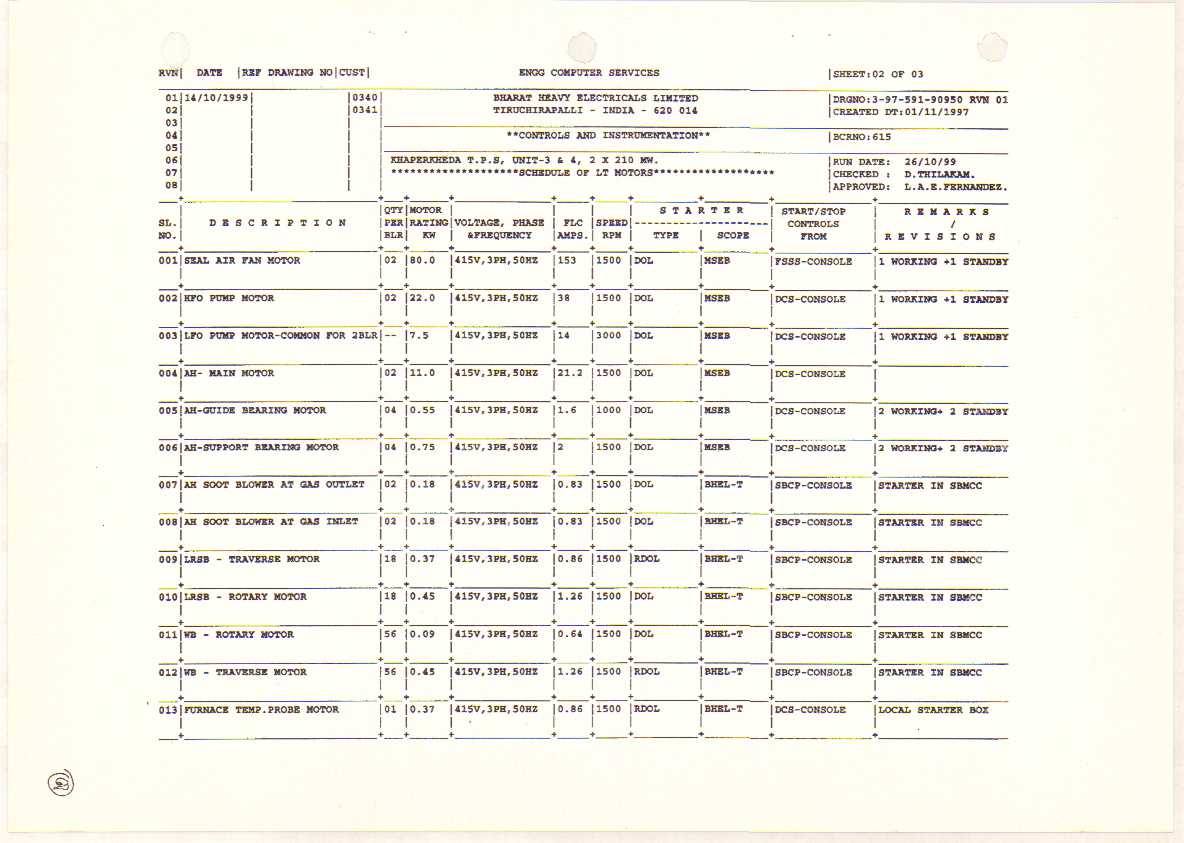 RVN| DATE |REF DRAWING NO|CUST| ENGG COMPUTER SERVICES |SHEET:02 OF 03
01|14/10/1999| |0340| BHARAT HEAVY ELECTRICALS LIMITED |DRGNO:3-97-591-90950 RVN 01
02| | |0341| TIRUCHIRAPALLI - INDIA - 620 014 |CREATED DT:01/11/1997
03| | | |
04| | | | **CONTROLS AND INSTRUMENTATION** |BCRNO:615
05| | | |
06| | | | KHAPERKHEDA T.P.S, UNIT-3 & 4, 2 X 210 MW. |RUN DATE: 26/10/99
07| | | | ********************SCHEDULE OF LT MOTORS******************* |CHECKED : D.THILAKAM.
08| | | | |APPROVED: L.A.E.FERNANDEZ.
| |QTY|MOTOR | | | | S T A R T E R | START/STOP | R E M A R K S
SL.| D E S C R I P T I O N |PER|RATING|VOLTAGE, PHASE | FLC |SPEED|---------------------| CONTROLS | /
NO.| |BLR| KW | &FREQUENCY |AMPS.| RPM | TYPE | SCOPE | FROM | R E V I S I O N S
001|SEAL AIR FAN MOTOR |02 |80.0 |415V,3PH,50HZ |153 |1500 |DOL |MSEB |FSSS-CONSOLE |1 WORKING +1 STANDBY
002|HFO PUMP MOTOR |02 |22.0 |415V,3PH,50HZ |38 |1500 |DOL |MSEB |DCS-CONSOLE |1 WORKING +1 STANDBY
003|LFO PUMP MOTOR-COMMON FOR 2BLR|-- |7.5 |415V,3PH,50HZ |14 |3000 |DOL |MSEB |DCS-CONSOLE |1 WORKING +1 STANDBY
004|AH- MAIN MOTOR |02 |11.0 |415V,3PH,50HZ |21.2 |1500 |DOL |MSEB |DCS-CONSOLE |
005|AH-GUIDE BEARING MOTOR |04 |0.55 |415V,3PH,50HZ |1.6 |1000 |DOL |MSEB |DCS-CONSOLE |2 WORKING+ 2 STANDBY
006|AH-SUPPORT BEARING MOTOR |04 |0.75 |415V,3PH,50HZ |2 |1500 |DOL |MSEB |DCS-CONSOLE |2 WORKING+ 2 STANDBY
007|AH SOOT BLOWER AT GAS OUTLET |02 |0.18 |415V,3PH,50HZ |0.83 |1500 |DOL |BHEL-T |SBCP-CONSOLE |STARTER IN SBMCC
008|AH SOOT BLOWER AT GAS INLET |02 |0.18 |415V,3PH,50HZ |0.83 |1500 |DOL |BHEL-T |SBCP-CONSOLE |STARTER IN SBMCC
009|LRSB - TRAVERSE MOTOR |18 |0.37 |415V,3PH,50HZ |0.86 |1500 |RDOL |BHEL-T |SBCP-CONSOLE |STARTER IN SBMCC
010|LRSB - ROTARY MOTOR |18 |0.45 |415V,3PH,50HZ |1.26 |1500 |DOL |BHEL-T |SBCP-CONSOLE |STARTER IN SBMCC
011|WB - ROTARY MOTOR |56 |0.09 |415V,3PH,50HZ |0.64 |1500 |DOL |BHEL-T |SBCP-CONSOLE |STARTER IN SBMCC
012|WB - TRAVERSE MOTOR |56 |0.45 |415V,3PH,50HZ |1.26 |1500 |RDOL |BHEL-T |SBCP-CONSOLE |STARTER IN SBMCC
013|FURNACE TEMP.PROBE MOTOR |01 |0.37 |415V,3PH,50HZ |0.86 |1500 |RDOL |BHEL-T |DCS-CONSOLE |LOCAL STARTER BOX